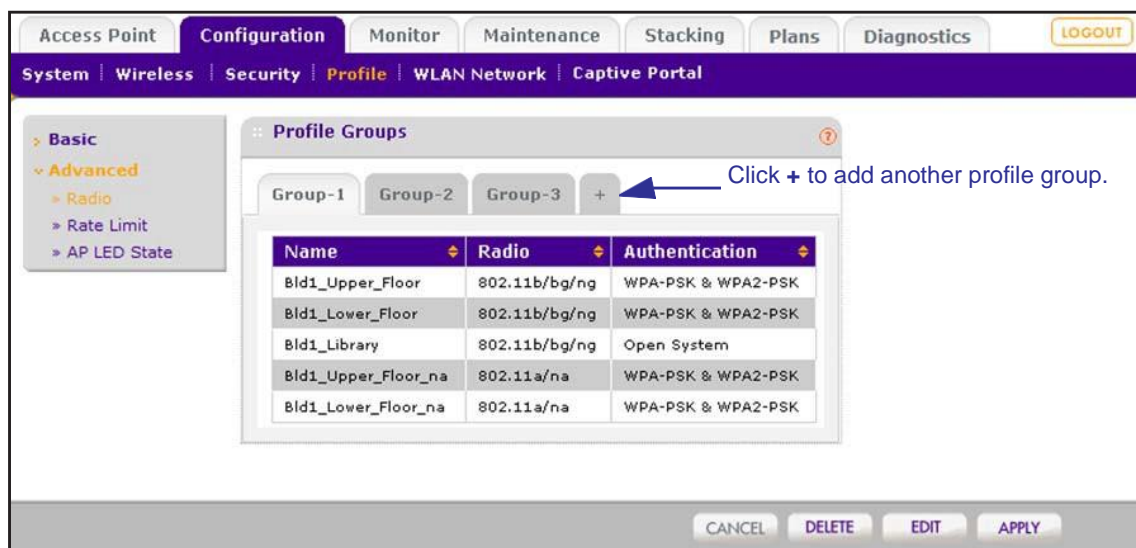 Access Point Configuration Monitor Maintenance Stacking Plans Diagnostics LOGOUT
System Wireless Security Profile WLAN Network Captive Portal
Basic
Advanced
» Radio
» Rate Limit
» AP LED State
Profile Groups ?
Group-1 Group-2 Group-3 +
Click + to add another profile group.
Name Radio Authentication
Bld1_Upper_Floor 802.11b/bg/ng WPA-PSK & WPA2-PSK
Bld1_Lower_Floor 802.11b/bg/ng WPA-PSK & WPA2-PSK
Bld1_Library 802.11b/bg/ng Open System
Bld1_Upper_Floor_na 802.11a/na WPA-PSK & WPA2-PSK
Bld1_Lower_Floor_na 802.11a/na WPA-PSK & WPA2-PSK
CANCEL DELETE EDIT APPLY